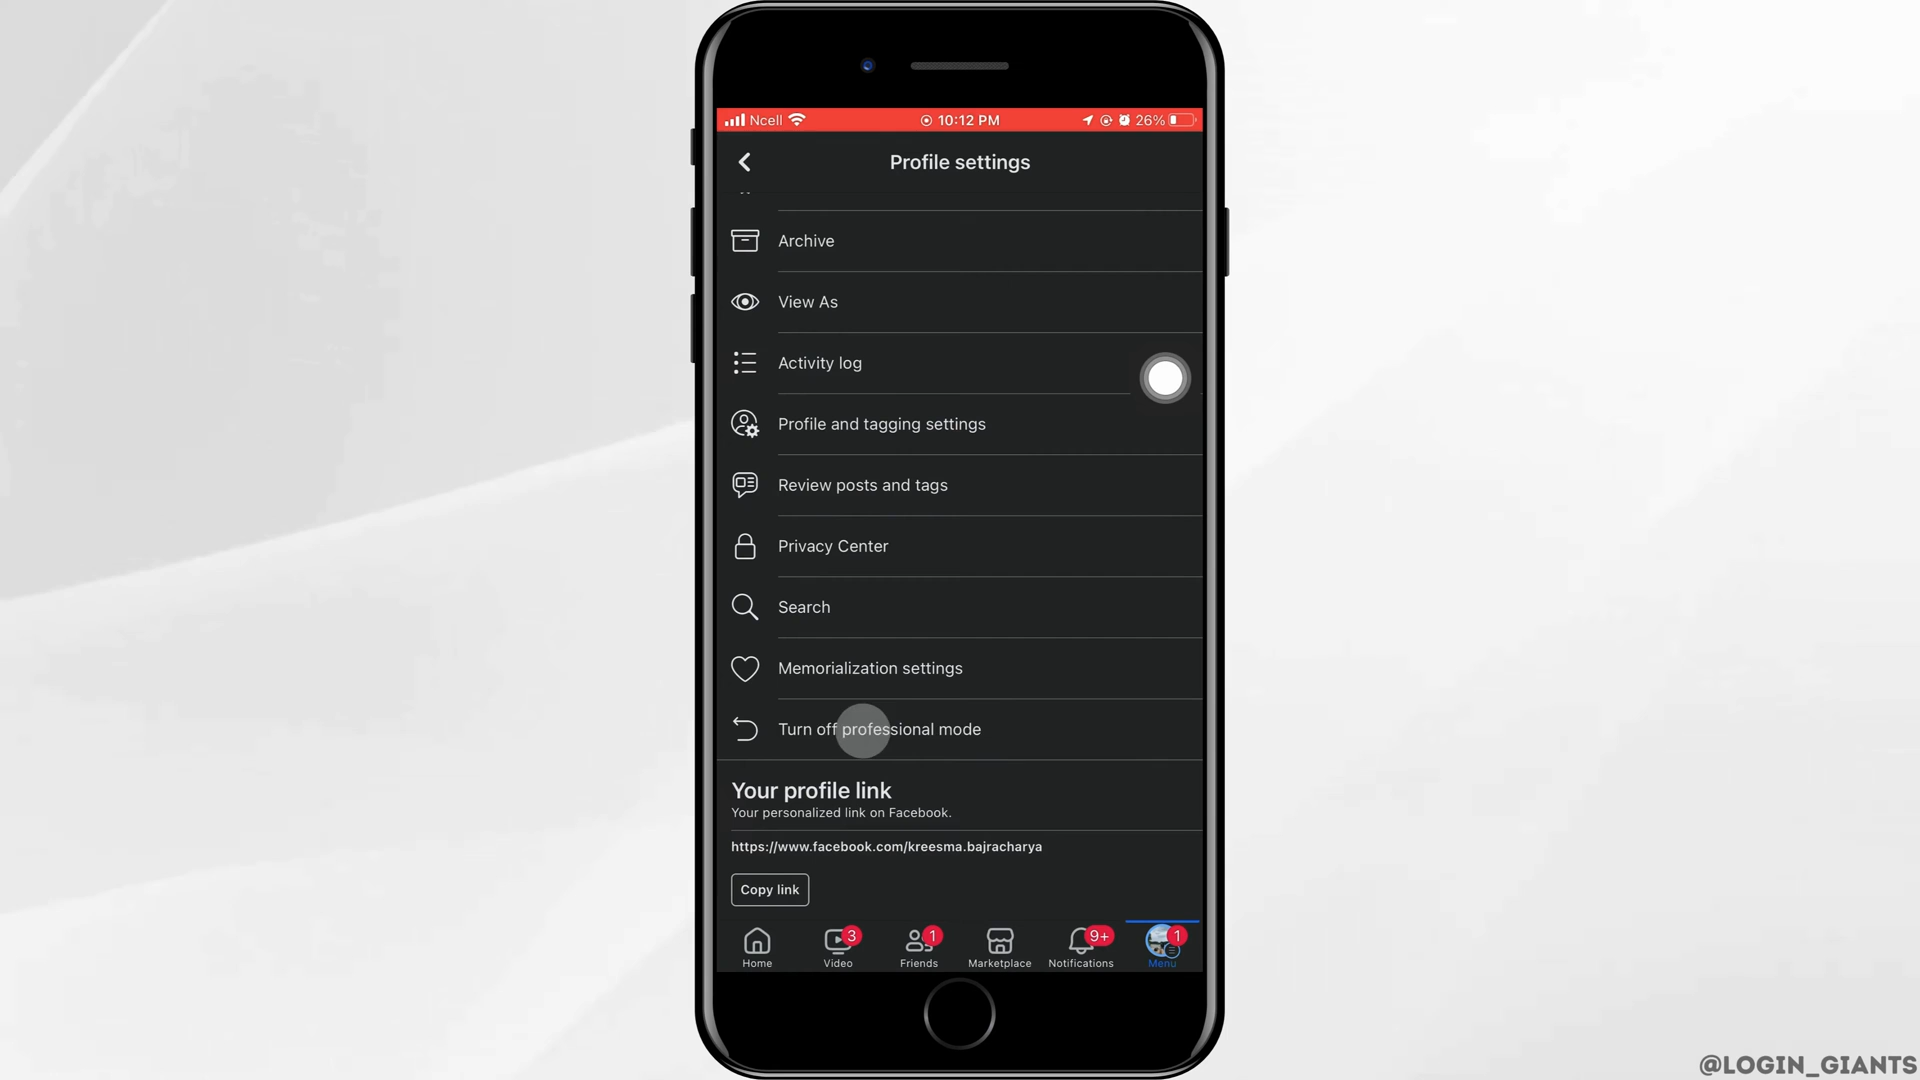 Ncell 10:12 PM 26%
Profile settings
Archive
View As
Activity log
Profile and tagging settings
Review posts and tags
Privacy Center
Search
Memorialization settings
Turn off professional mode
Your profile link
Your personalized link on Facebook.
https://www.facebook.com/kreesma.bajracharya
Copy link
3 1 9+ 1
Home Video Friends Marketplace Notifications Menu
@LOGIN_GIANTS